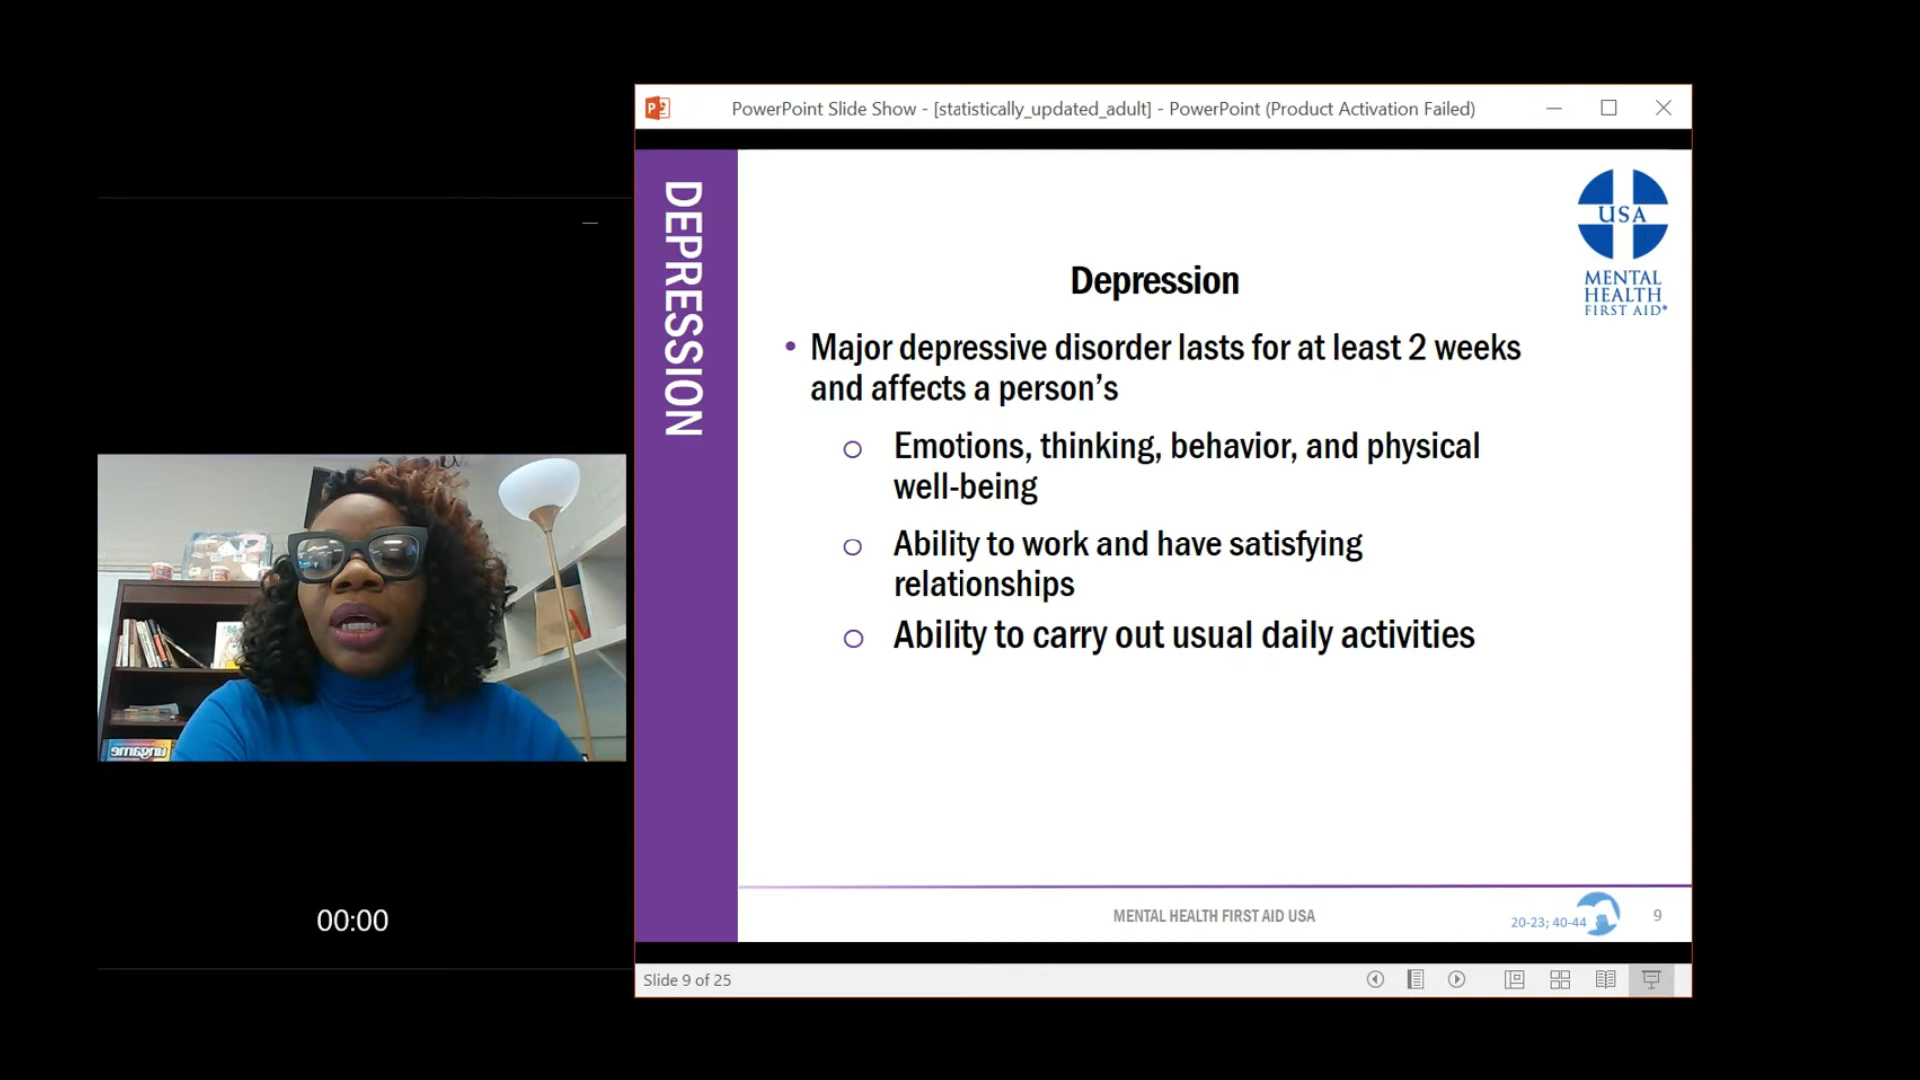 PowerPoint Slide Show - [statistically_updated_adult] - PowerPoint (Product Activation Failed)
DEPRESSION
USA
MENTAL
HEALTH
FIRST AID®
Depression
• Major depressive disorder lasts for at least 2 weeks
and affects a person's
o Emotions, thinking, behavior, and physical
well-being
o Ability to work and have satisfying
relationships
o Ability to carry out usual daily activities
ungame
00:00
MENTAL HEALTH FIRST AID USA
20-23; 40-44
9
Slide 9 of 25